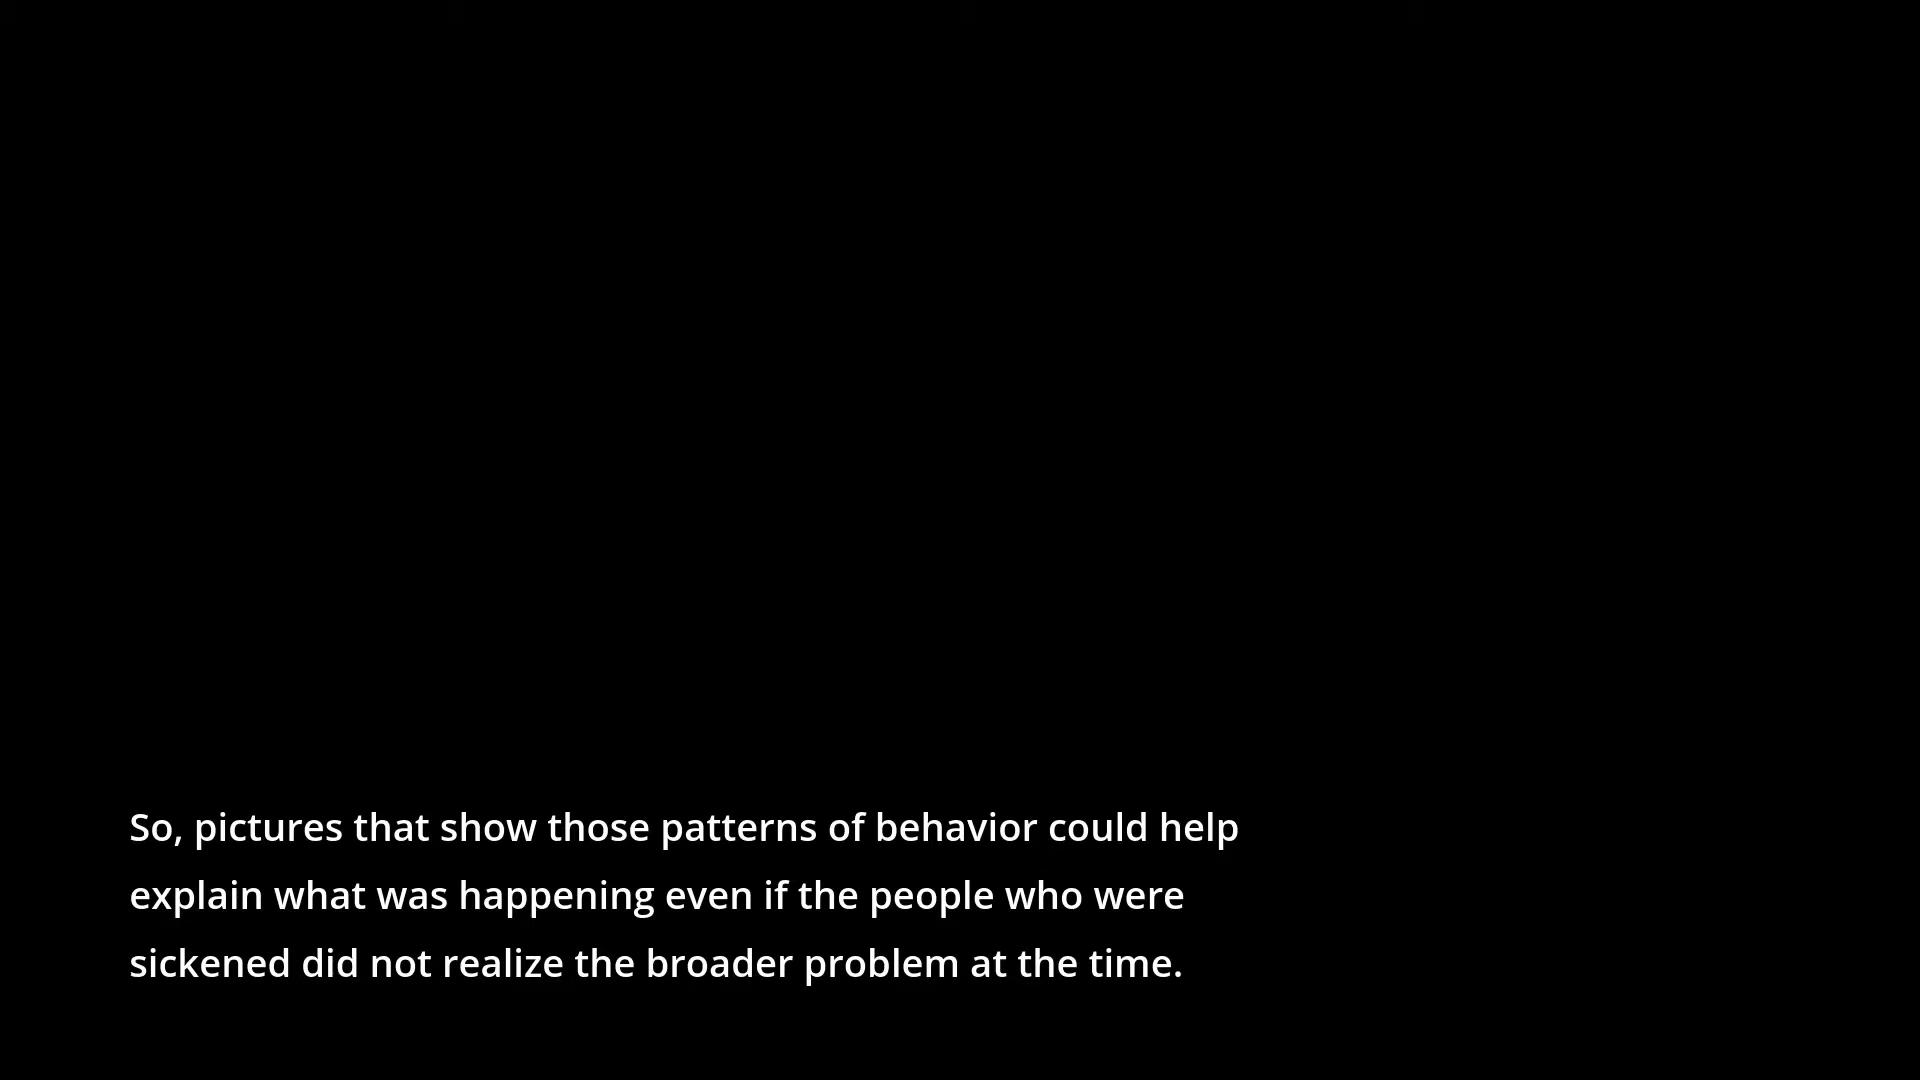 So, pictures that show those patterns of behavior could help
explain what was happening even if the people who were
sickened did not realize the broader problem at the time.